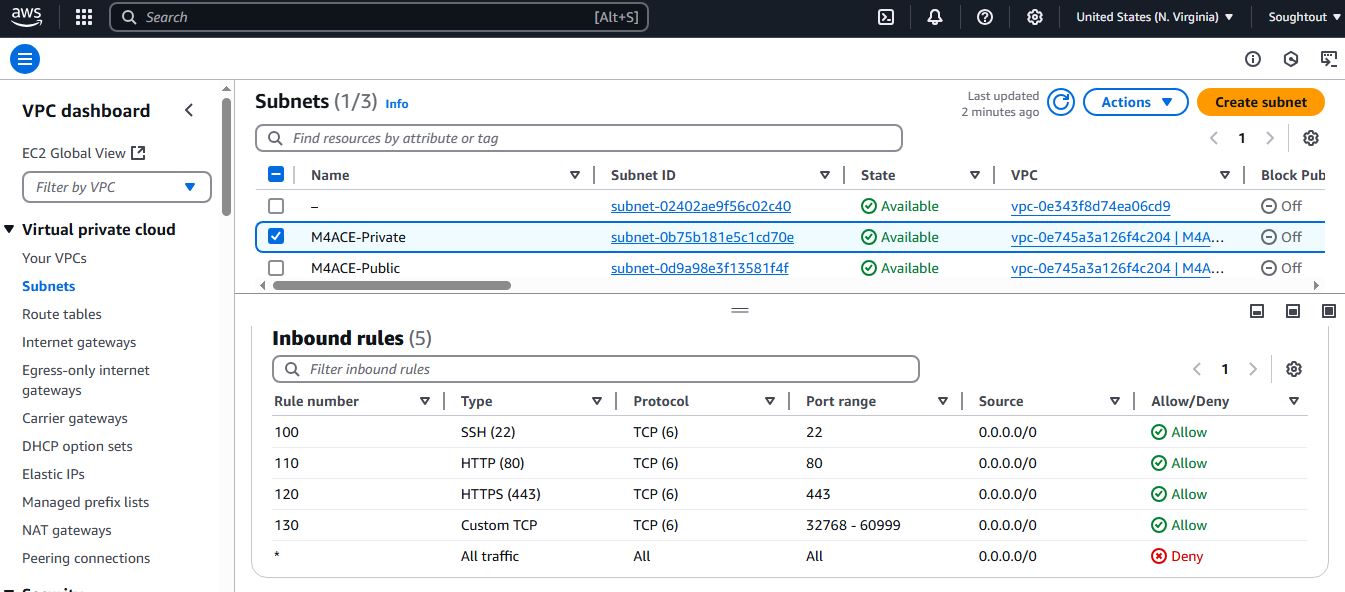 aws
Search [Alt+S]
United States (N. Virginia)
Soughtout
VPC dashboard
EC2 Global View
Filter by VPC
Virtual private cloud
Your VPCs
Subnets
Route tables
Internet gateways
Egress-only internet
gateways
Carrier gateways
DHCP option sets
Elastic IPs
Managed prefix lists
NAT gateways
Peering connections
Security
Subnets (1/3) Info
Last updated
2 minutes ago
Actions
Create subnet
Find resources by attribute or tag
1
Name Subnet ID State VPC Block Pub
– subnet-02402ae9f56c02c40 Available vpc-0e343f8d74ea06cd9 Off
M4ACE-Private subnet-0b75b181e5c1cd70e Available vpc-0e745a3a126f4c204 | M4A... Off
M4ACE-Public subnet-0d9a98e3f13581f4f Available vpc-0e745a3a126f4c204 | M4A... Off
Inbound rules (5)
Filter inbound rules
1
Rule number Type Protocol Port range Source Allow/Deny
100 SSH (22) TCP (6) 22 0.0.0.0/0 Allow
110 HTTP (80) TCP (6) 80 0.0.0.0/0 Allow
120 HTTPS (443) TCP (6) 443 0.0.0.0/0 Allow
130 Custom TCP TCP (6) 32768 - 60999 0.0.0.0/0 Allow
* All traffic All All 0.0.0.0/0 Deny